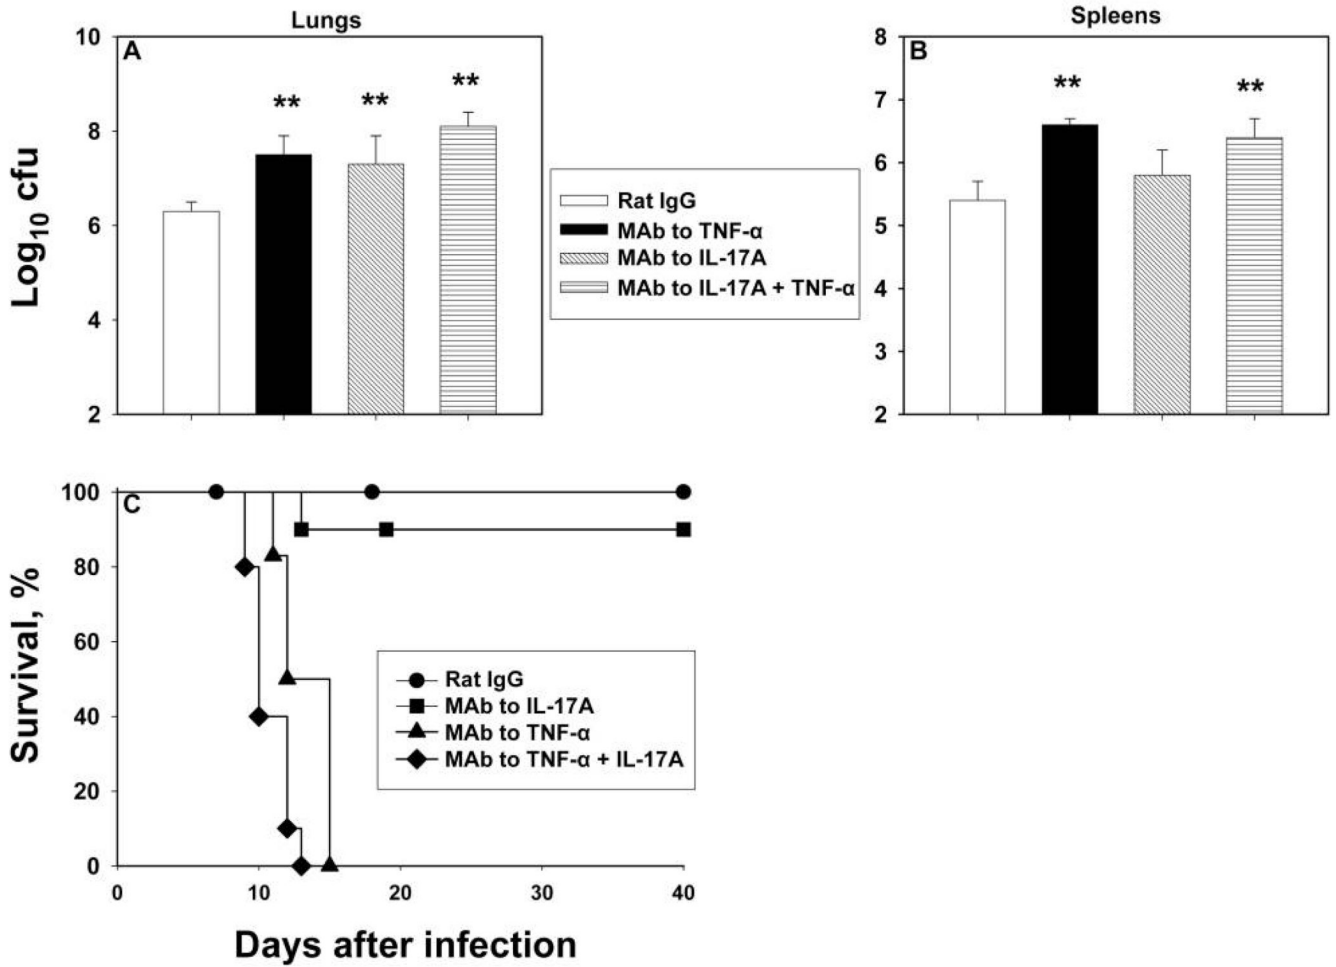 Lungs
A
10
8
6
4
2
Log10 cfu
**
**
**
Rat IgG
MAb to TNF-α
MAb to IL-17A
MAb to IL-17A + TNF-α
Spleens
B
8
7
6
5
4
3
2
**
**
C
100
80
60
40
20
0
Survival, %
Rat IgG
MAb to IL-17A
MAb to TNF-α
MAb to TNF-α + IL-17A
0 10 20 30 40
Days after infection